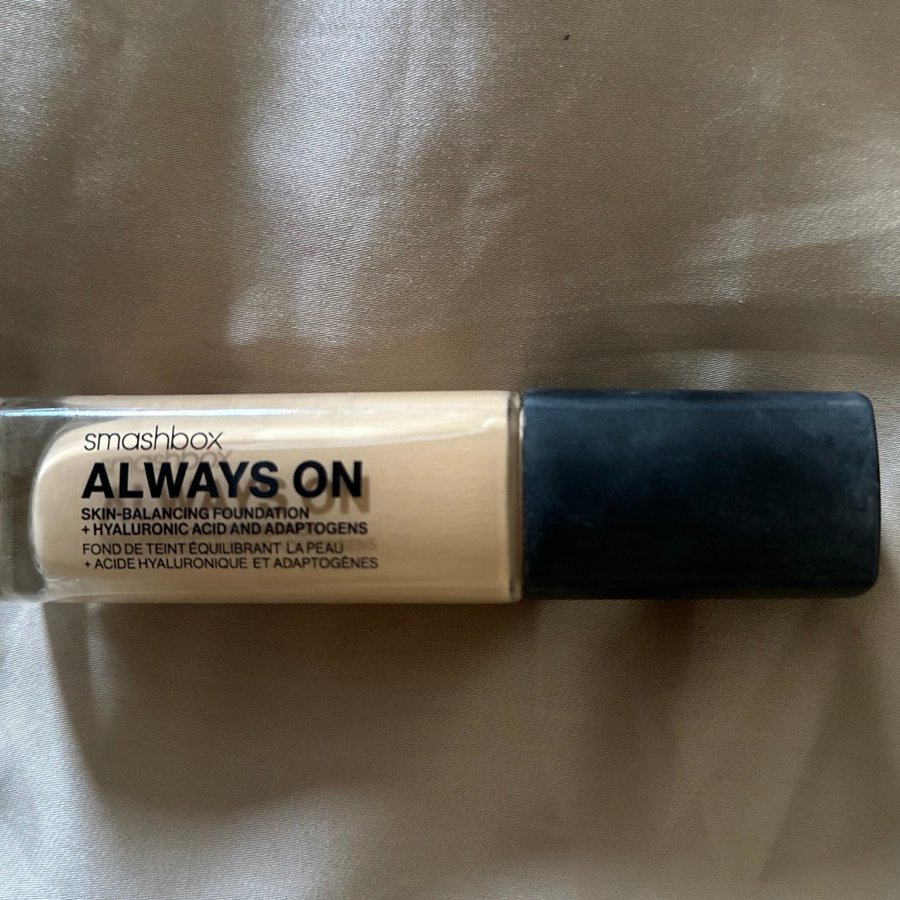 smashbox
ALWAYS ON
SKIN-BALANCING FOUNDATION
+ HYALURONIC ACID AND ADAPTOGENS
FOND DE TEINT ÉQUILIBRANT LA PEAU
+ ACIDE HYALURONIQUE ET ADAPTOGÈNES